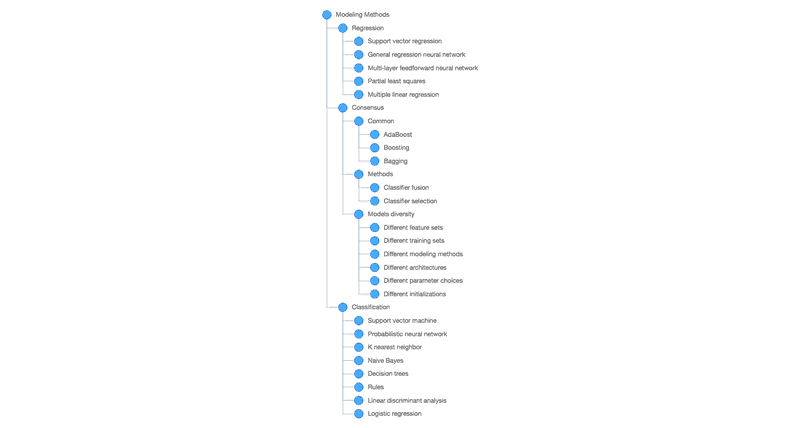 Modeling Methods
Regression
Support vector regression
General regression neural network
Multi-layer feedforward neural network
Partial least squares
Multiple linear regression
Consensus
Common
AdaBoost
Boosting
Bagging
Methods
Classifier fusion
Classifier selection
Models diversity
Different feature sets
Different training sets
Different modeling methods
Different architectures
Different parameter choices
Different initializations
Classification
Support vector machine
Probabilistic neural network
K nearest neighbor
Naive Bayes
Decision trees
Rules
Linear discriminant analysis
Logistic regression